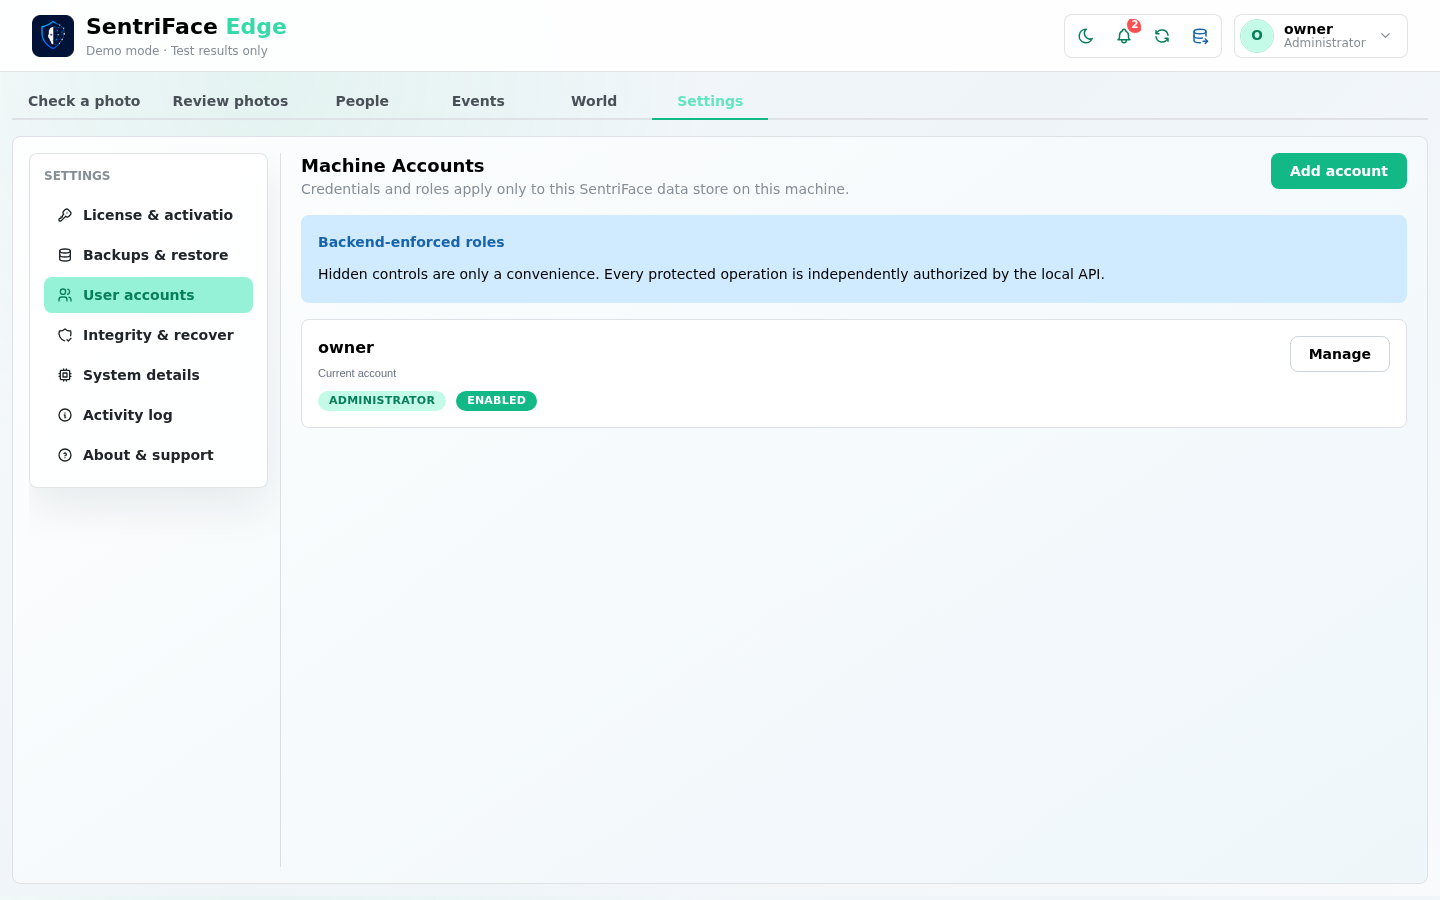 SentriFace Edge
Demo mode · Test results only
2
O
owner
Administrator
Check a photo
Review photos
People
Events
World
Settings
SETTINGS
License & activatio
Backups & restore
User accounts
Integrity & recover
System details
Activity log
About & support
Machine Accounts
Credentials and roles apply only to this SentriFace data store on this machine.
Add account
Backend-enforced roles
Hidden controls are only a convenience. Every protected operation is independently authorized by the local API.
owner
Current account
ADMINISTRATOR ENABLED
Manage